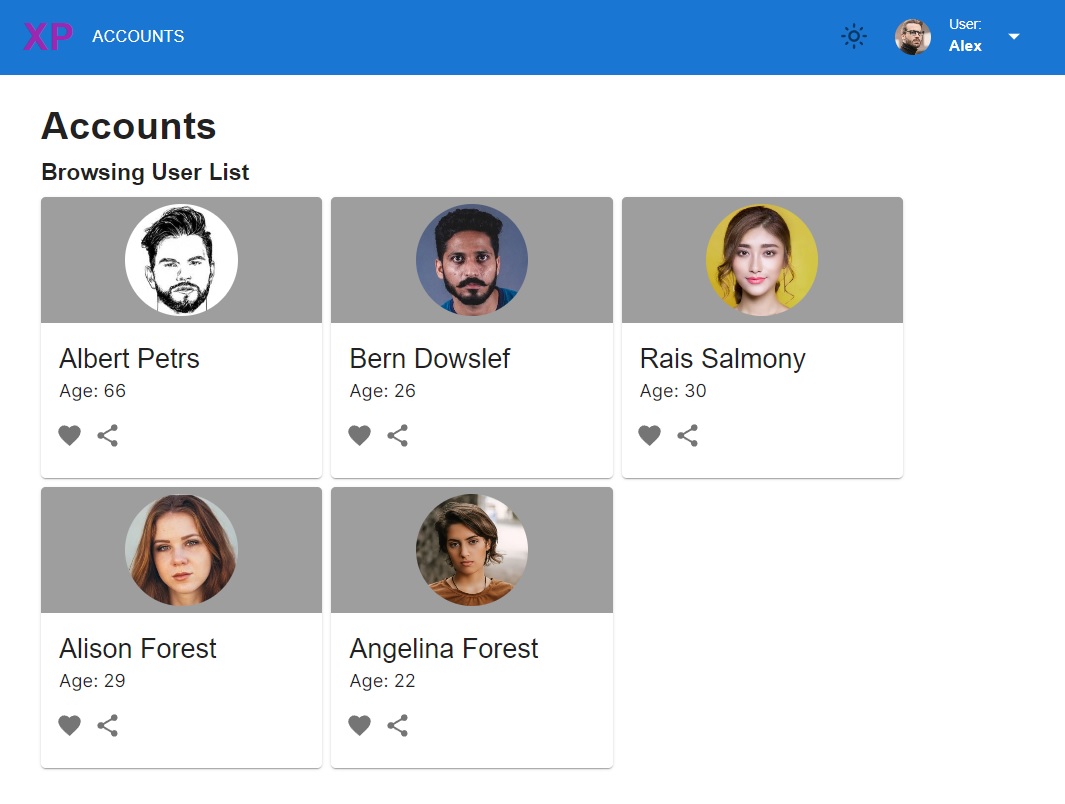 XP ACCOUNTS
User:
Alex
Accounts
Browsing User List
Albert Petrs
Age: 66
Bern Dowslef
Age: 26
Rais Salmony
Age: 30
Alison Forest
Age: 29
Angelina Forest
Age: 22